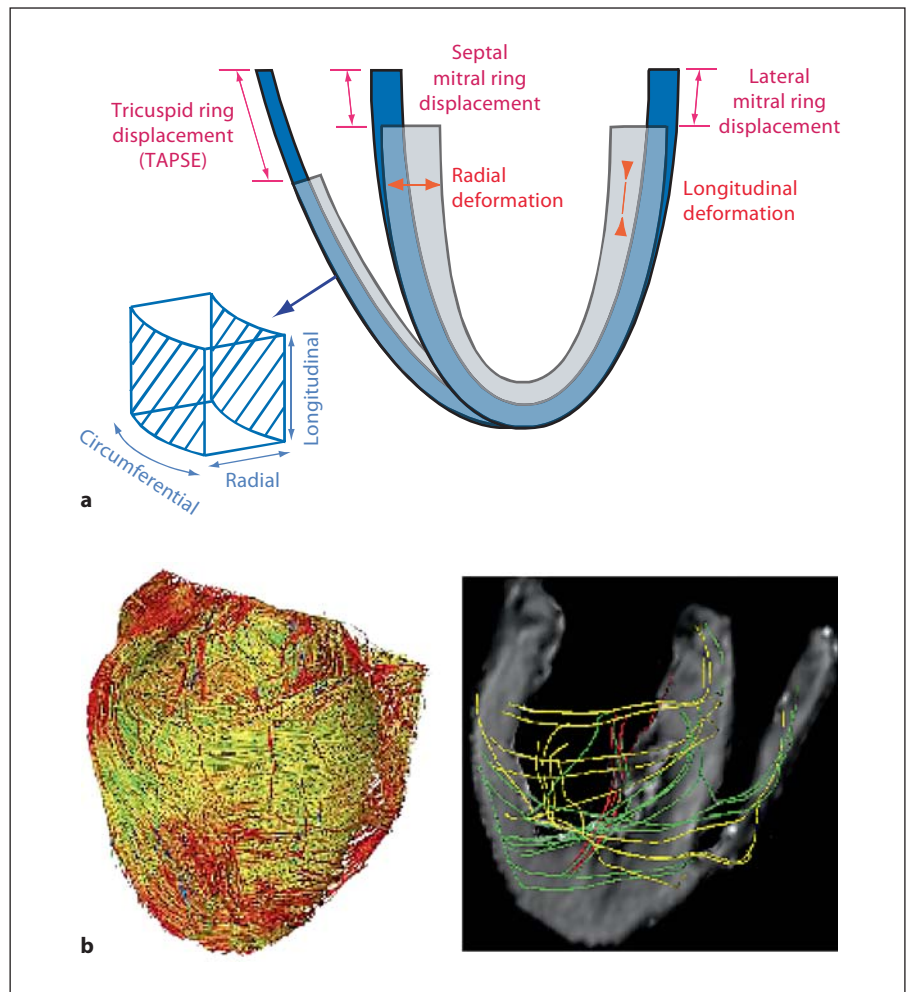 Septal
mitral ring
displacement
Lateral
mitral ring
displacement
Tricuspid ring
displacement
(TAPSE)
Radial
deformation
Longitudinal
deformation
Longitudinal
Circumferential
Radial
a
b